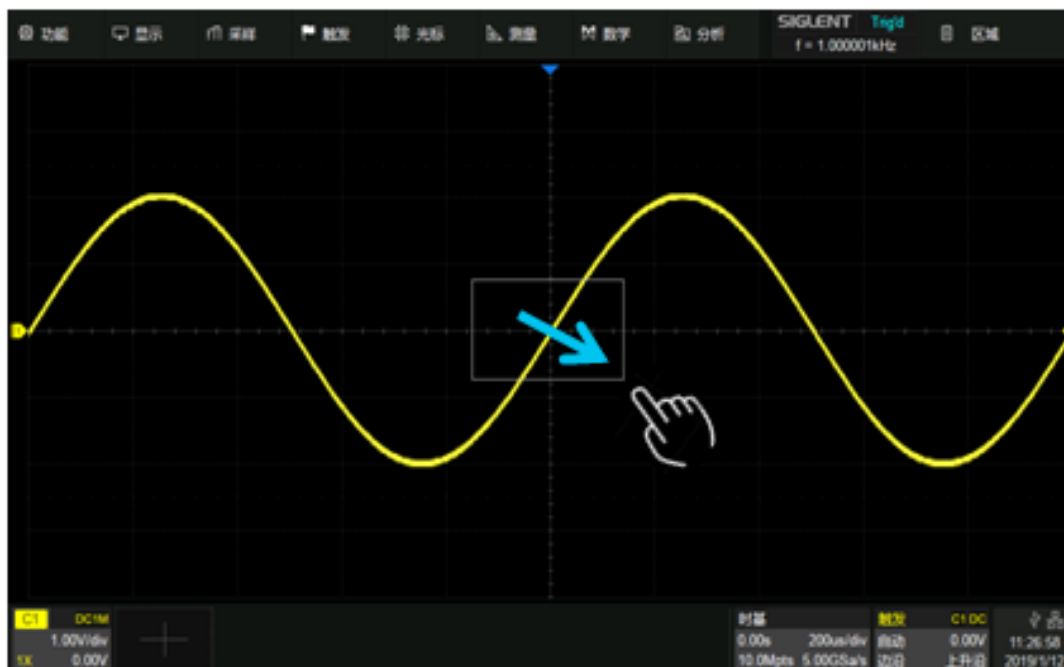 功能 显示 采样 触发 光标 测量 数学 分析 SIGLENT Trig'd 区域
f = 1.000001kHz
C1 DC1M
1.00V/div
1X 0.00V
时基
0.00s 200us/div
10.0Mpts 5.00GSa/s
触发 C1 DC
自动 0.00V
边沿 上升沿
11:26:58